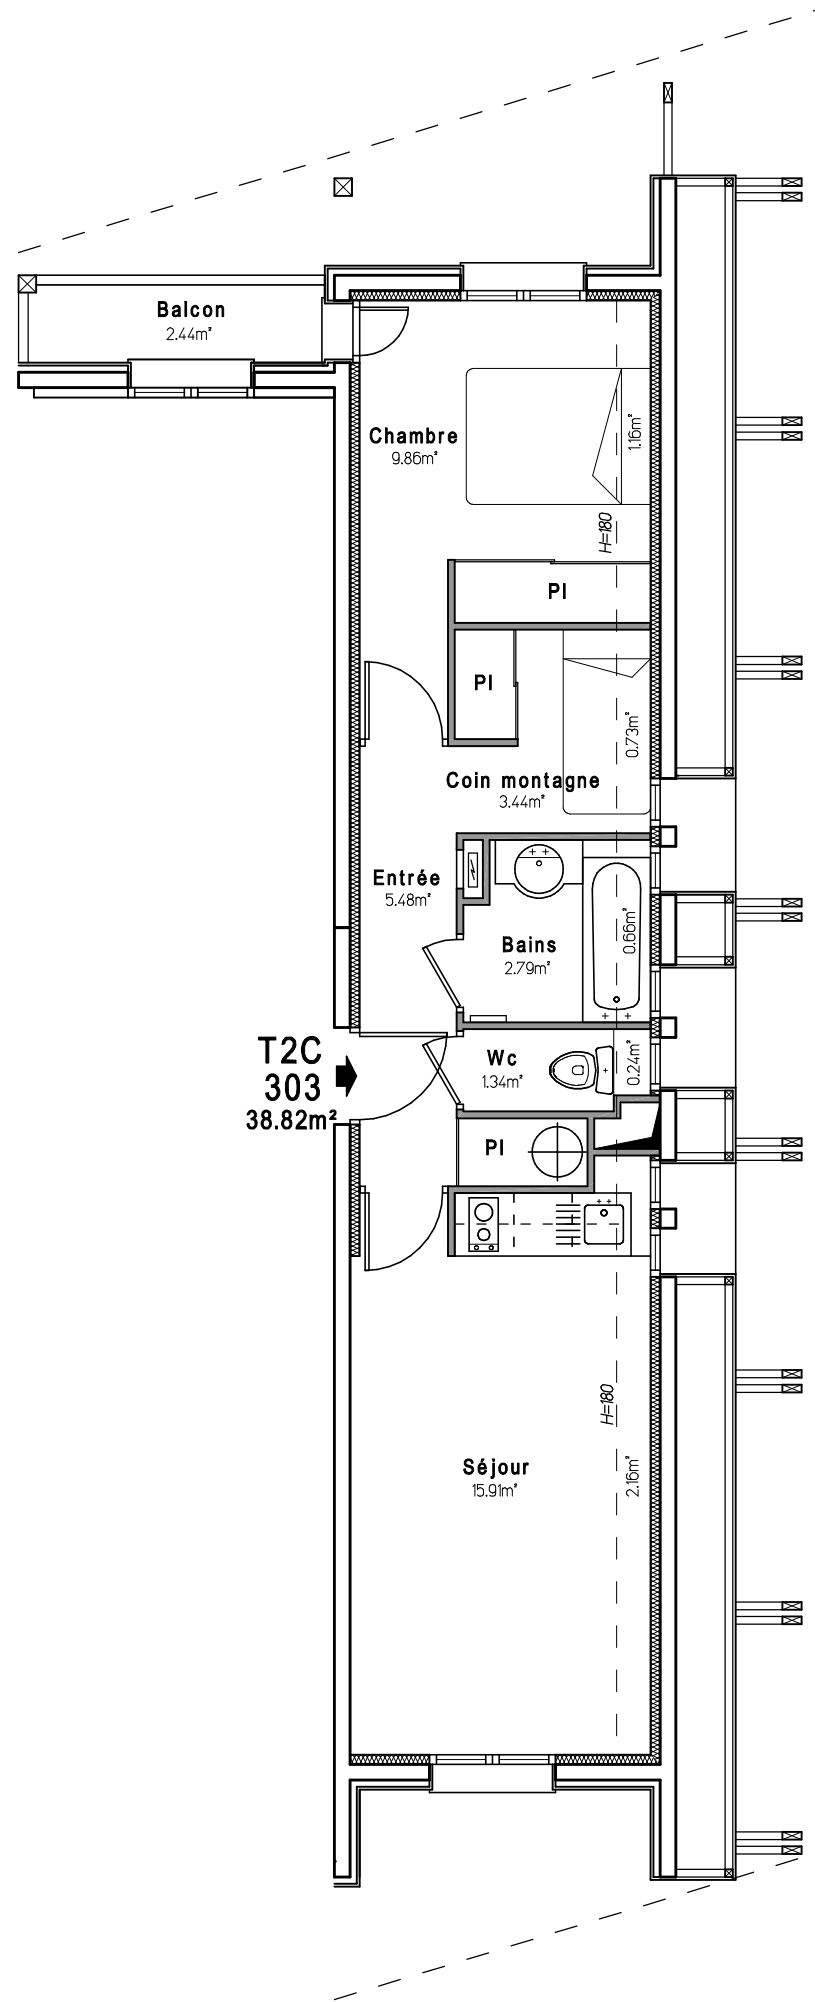 Balcon
2.44m²
Chambre
9.86m²
1.16m²
H=180
Pl
Pl
0.73m²
Coin montagne
3.44m²
Entrée
5.48m²
Bains
2.79m²
0.66m²
T2C
303
38.82m²
Wc
1.34m²
0.24m²
Pl
H=180
Séjour
15.91m²
2.16m²